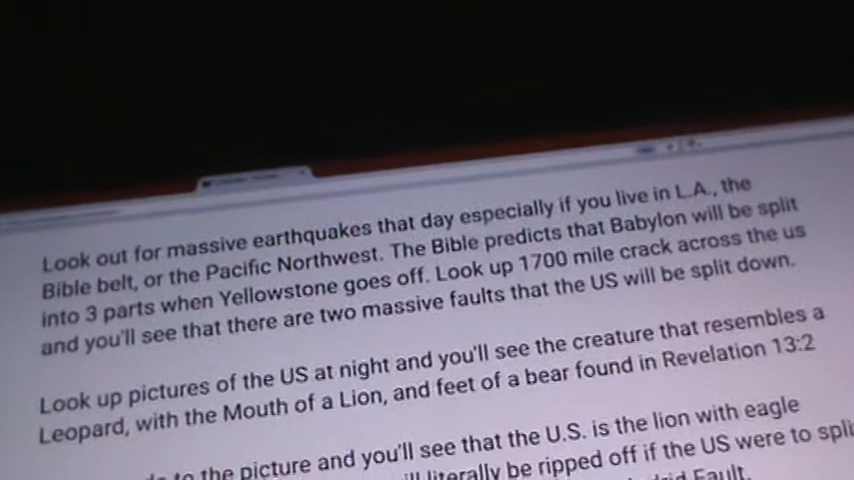 Look out for massive earthquakes that day especially if you live in L.A., the
Bible belt, or the Pacific Northwest. The Bible predicts that Babylon will be split
into 3 parts when Yellowstone goes off. Look up 1700 mile crack across the us
and you'll see that there are two massive faults that the US will be split down.
Look up pictures of the US at night and you'll see the creature that resembles a
Leopard, with the Mouth of a Lion, and feet of a bear found in Revelation 13:2
to the picture and you'll see that the U.S. is the lion with eagle
literally be ripped off if the US were to split
Fault.